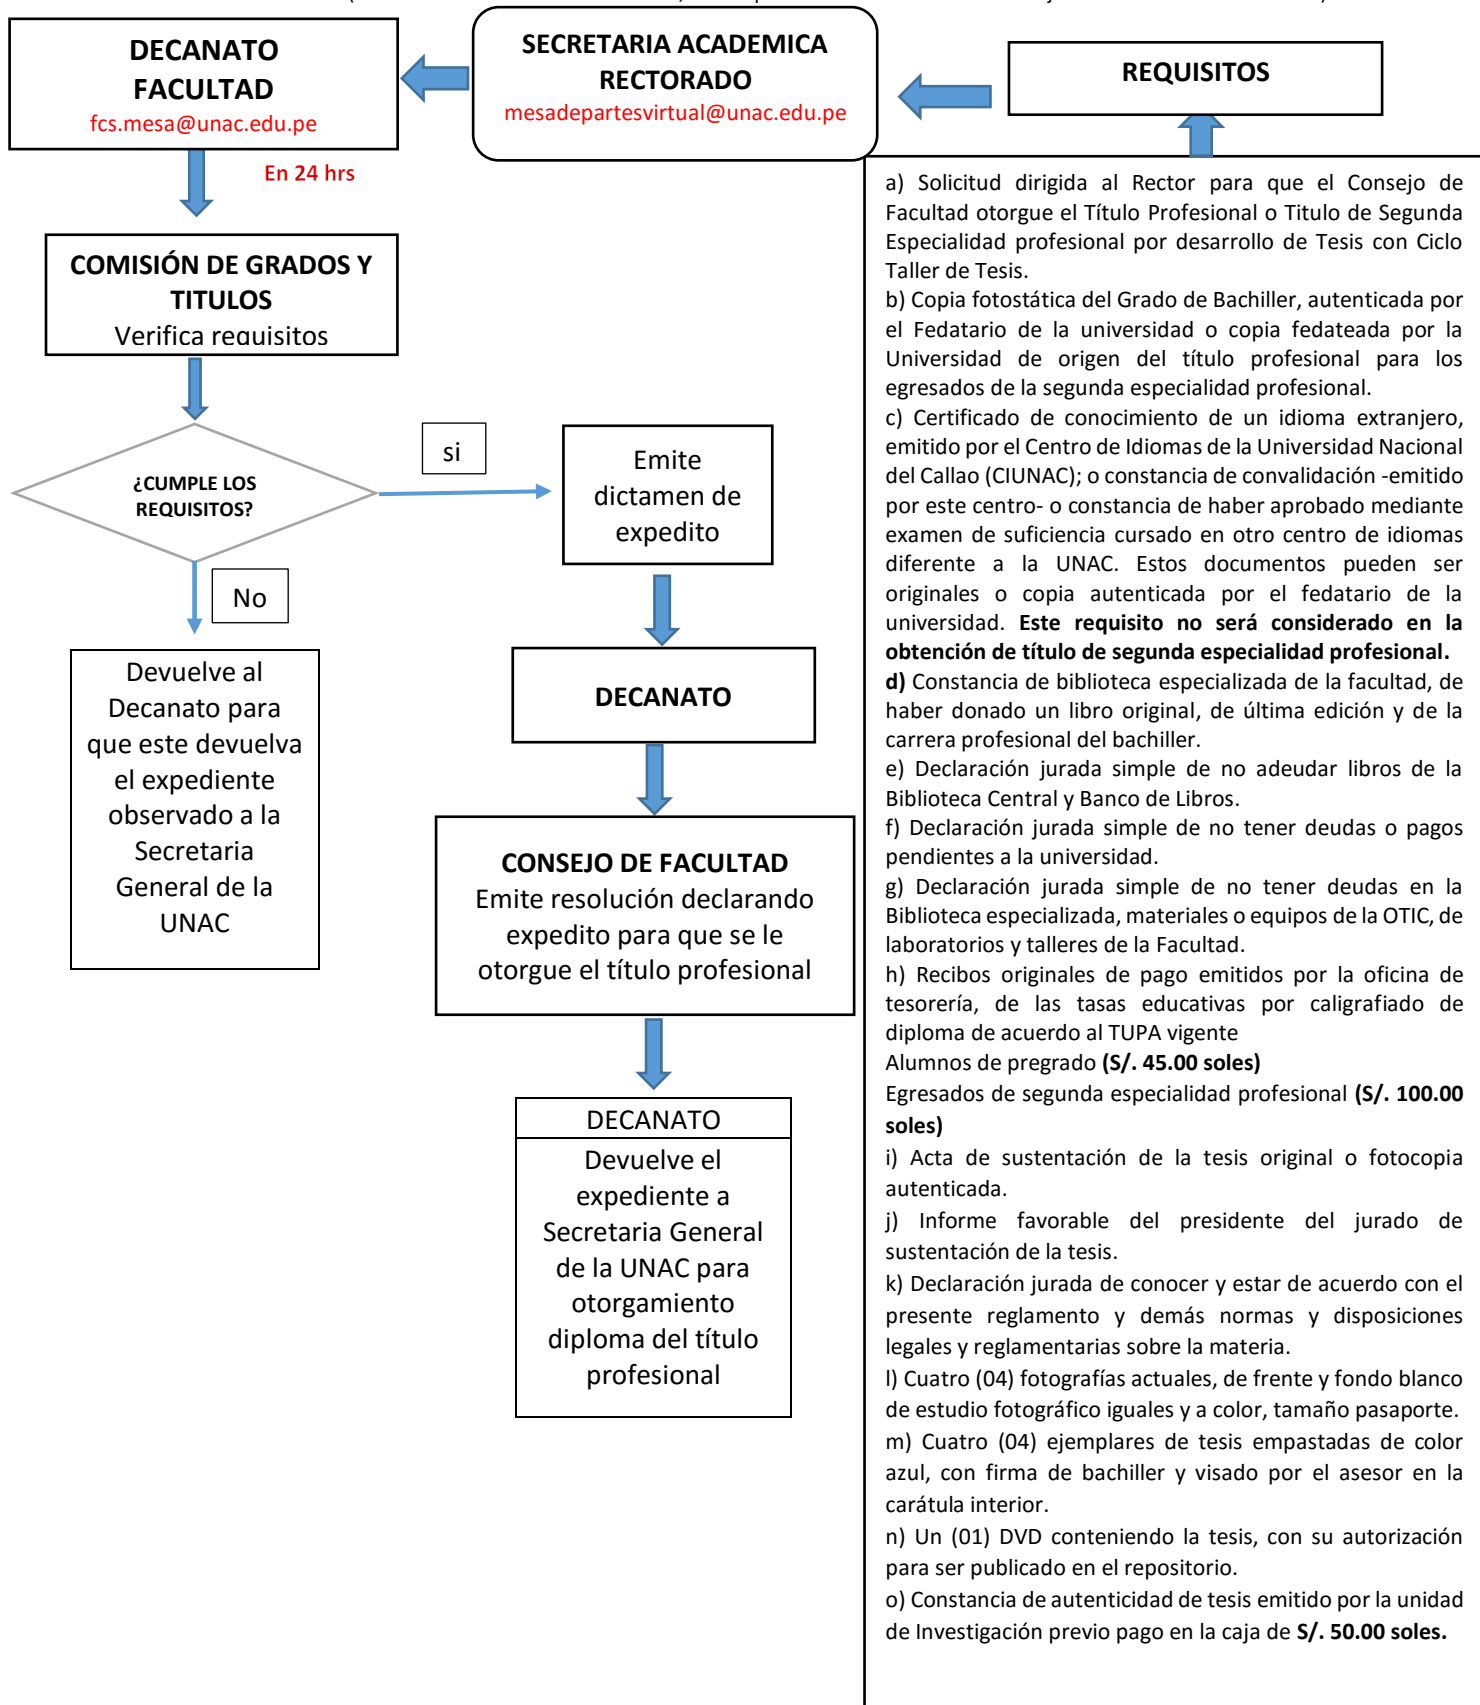 DECANATO
FACULTAD
fcs.mesa@unac.edu.pe
SECRETARIA ACADEMICA
RECTORADO
mesadepartesvirtual@unac.edu.pe
REQUISITOS
En 24 hrs
COMISIÓN DE GRADOS Y
TITULOS
Verifica requisitos
¿CUMPLE LOS
REQUISITOS?
si
No
Emite
dictamen de
expedito
Devuelve al
Decanato para
que este devuelva
el expediente
observado a la
Secretaria
General de la
UNAC
DECANATO
CONSEJO DE FACULTAD
Emite resolución declarando
expedito para que se le
otorgue el título profesional
DECANATO
Devuelve el
expediente a
Secretaria General
de la UNAC para
otorgamiento
diploma del título
profesional
a) Solicitud dirigida al Rector para que el Consejo de
Facultad otorgue el Título Profesional o Titulo de Segunda
Especialidad profesional por desarrollo de Tesis con Ciclo
Taller de Tesis.
b) Copia fotostática del Grado de Bachiller, autenticada por
el Fedatario de la universidad o copia fedateada por la
Universidad de origen del título profesional para los
egresados de la segunda especialidad profesional.
c) Certificado de conocimiento de un idioma extranjero,
emitido por el Centro de Idiomas de la Universidad Nacional
del Callao (CIUNAC); o constancia de convalidación -emitido
por este centro- o constancia de haber aprobado mediante
examen de suficiencia cursado en otro centro de idiomas
diferente a la UNAC. Estos documentos pueden ser
originales o copia autenticada por el fedatario de la
universidad. Este requisito no será considerado en la
obtención de título de segunda especialidad profesional.
d) Constancia de biblioteca especializada de la facultad, de
haber donado un libro original, de última edición y de la
carrera profesional del bachiller.
e) Declaración jurada simple de no adeudar libros de la
Biblioteca Central y Banco de Libros.
f) Declaración jurada simple de no tener deudas o pagos
pendientes a la universidad.
g) Declaración jurada simple de no tener deudas en la
Biblioteca especializada, materiales o equipos de la OTIC, de
laboratorios y talleres de la Facultad.
h) Recibos originales de pago emitidos por la oficina de
tesorería, de las tasas educativas por caligrafiado de
diploma de acuerdo al TUPA vigente
Alumnos de pregrado (S/. 45.00 soles)
Egresados de segunda especialidad profesional (S/. 100.00
soles)
i) Acta de sustentación de la tesis original o fotocopia
autenticada.
j) Informe favorable del presidente del jurado de
sustentación de la tesis.
k) Declaración jurada de conocer y estar de acuerdo con el
presente reglamento y demás normas y disposiciones
legales y reglamentarias sobre la materia.
l) Cuatro (04) fotografías actuales, de frente y fondo blanco
de estudio fotográfico iguales y a color, tamaño pasaporte.
m) Cuatro (04) ejemplares de tesis empastadas de color
azul, con firma de bachiller y visado por el asesor en la
carátula interior.
n) Un (01) DVD conteniendo la tesis, con su autorización
para ser publicado en el repositorio.
o) Constancia de autenticidad de tesis emitido por la unidad
de Investigación previo pago en la caja de S/. 50.00 soles.